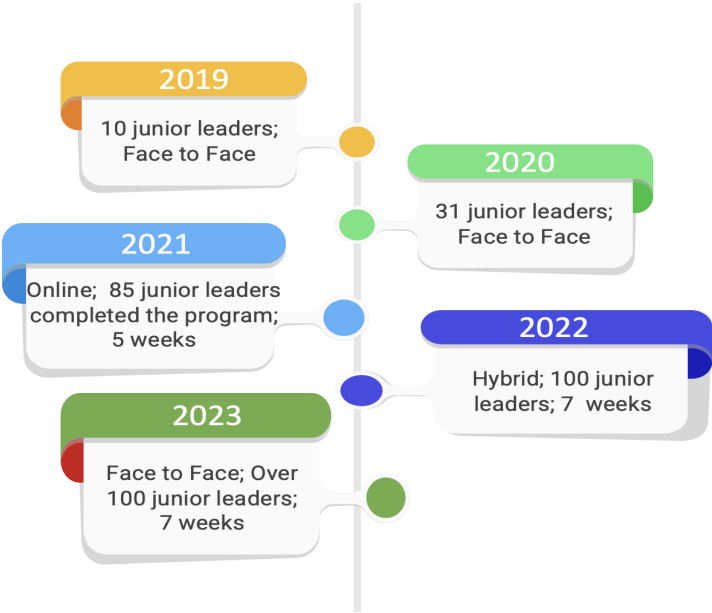 2019
10 junior leaders;
Face to Face
2020
31 junior leaders;
Face to Face
2021
Online;  85 junior leaders
completed the program;
5 weeks
2022
Hybrid; 100 junior
leaders; 7  weeks
2023
Face to Face; Over
100 junior leaders;
7 weeks